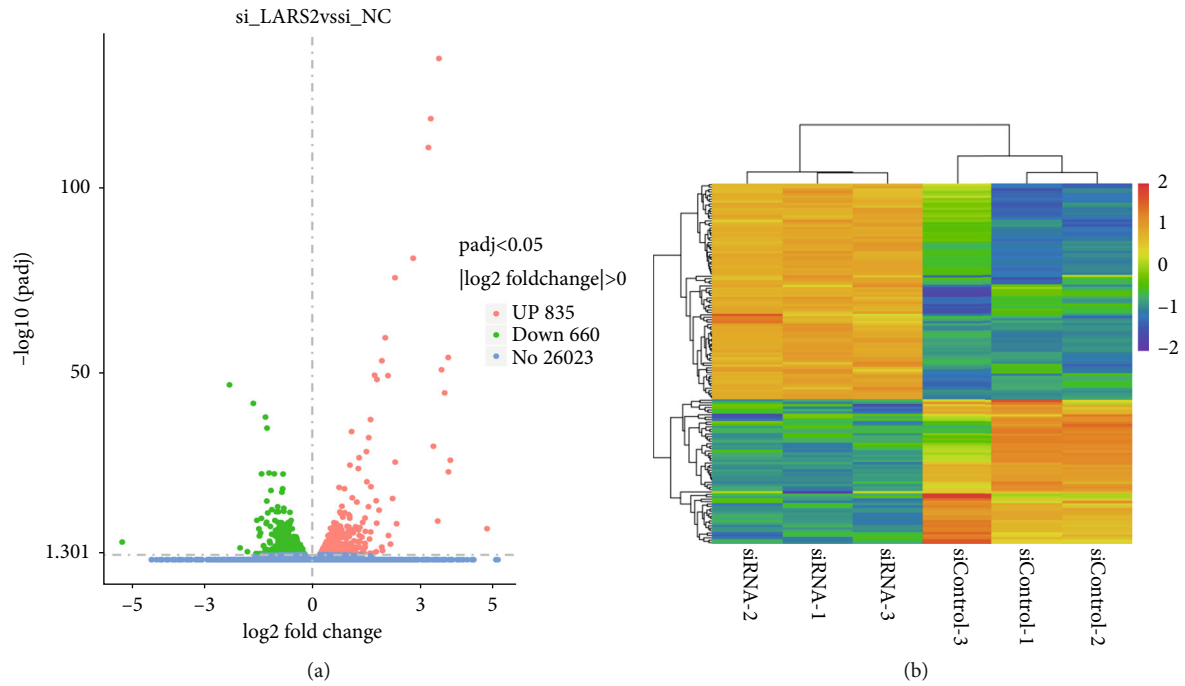 si_LARS2vssi_NC
100
50
1.301
−log10 (padj)
−5
−3
0
3
5
log2 fold change
padj<0.05
|log2 foldchange|>0
UP 835
Down 660
No 26023
(a)
2
1
0
−1
−2
siRNA-2
siRNA-1
siRNA-3
siControl-3
siControl-1
siControl-2
(b)